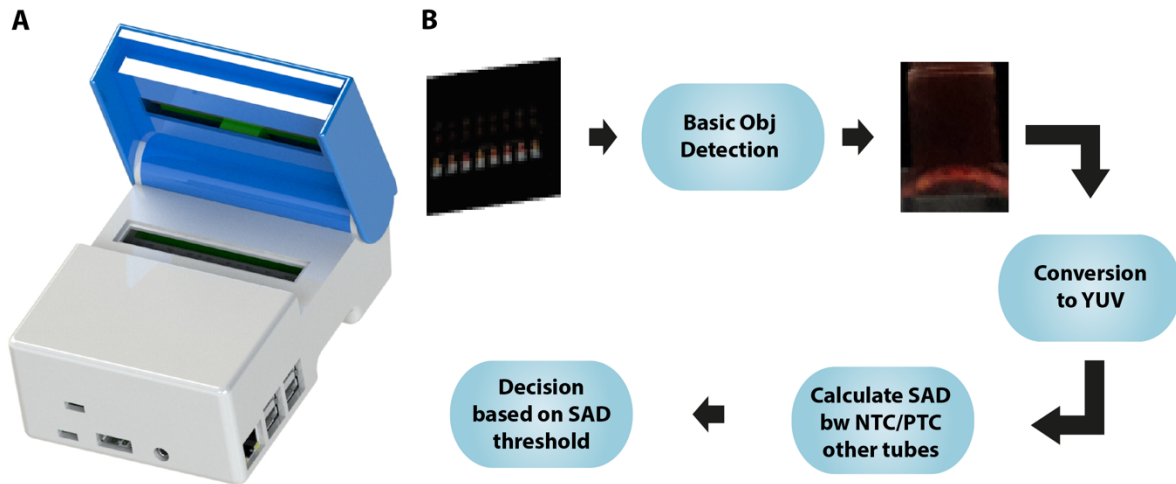 A
B
Basic Obj
Detection
Conversion
to YUV
Calculate SAD
bw NTC/PTC
other tubes
Decision
based on SAD
threshold